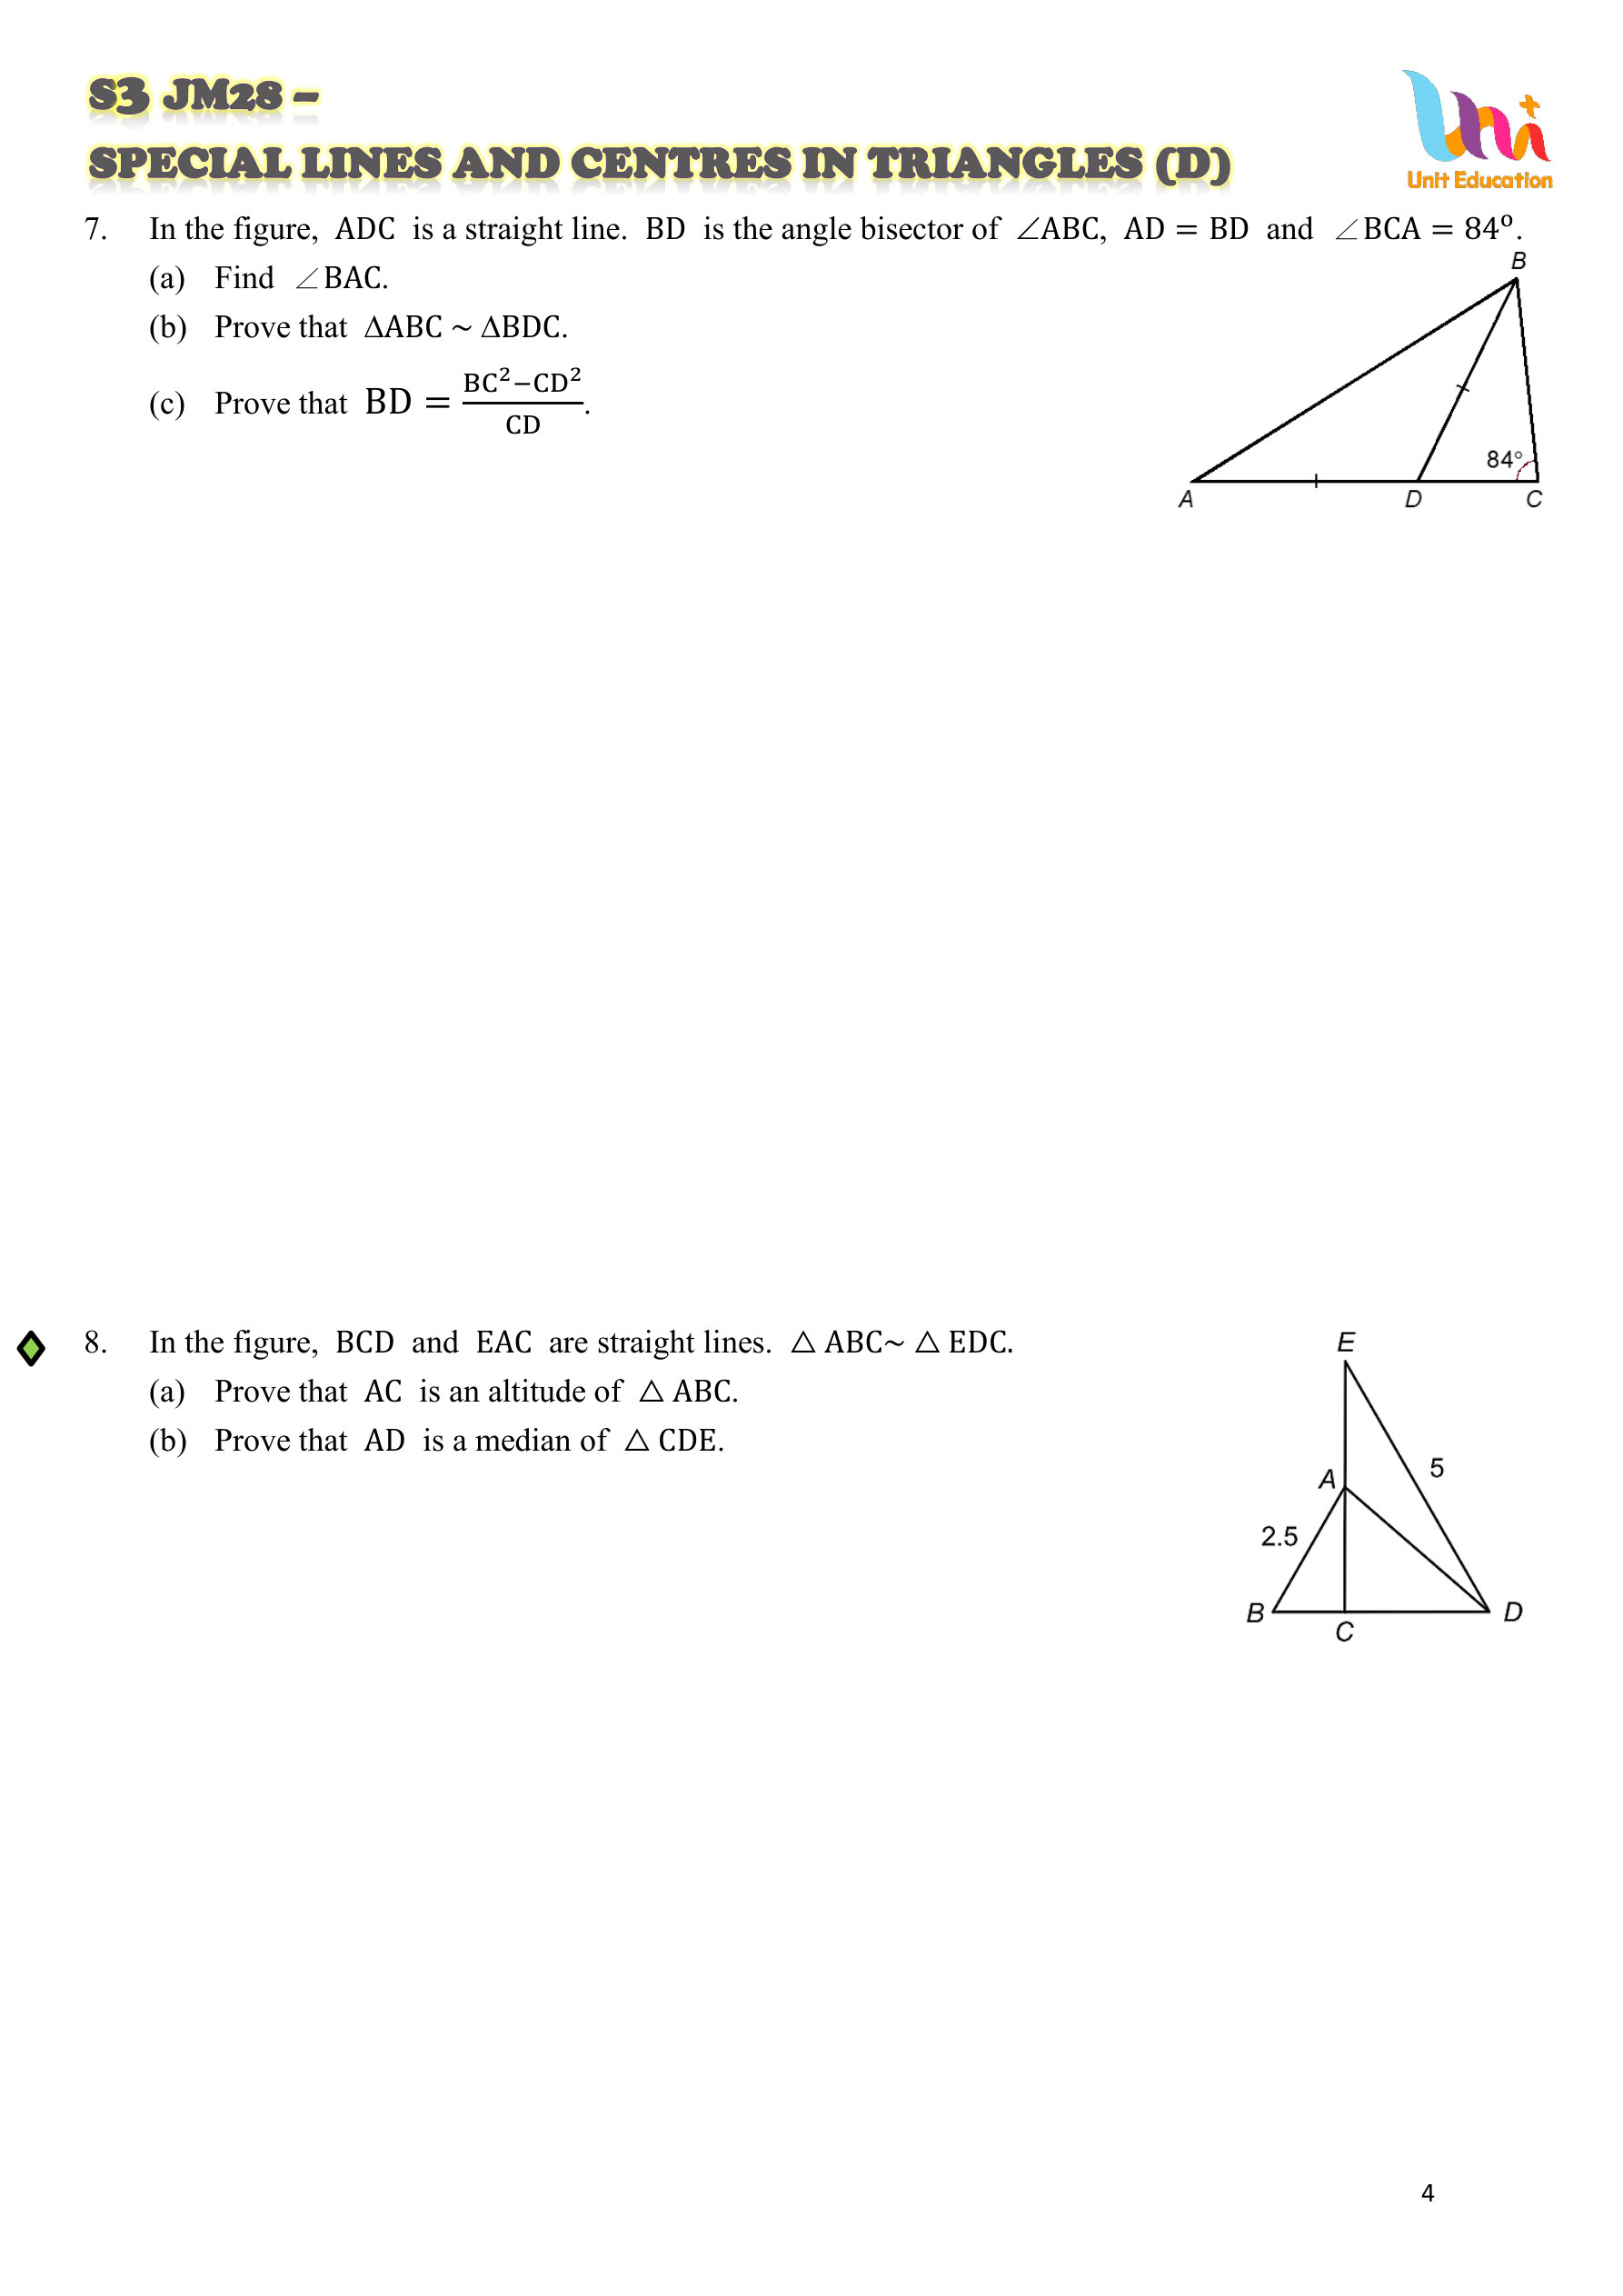 S3 JM28 –
SPECIAL LINES AND CENTRES IN TRIANGLES (D)
Unit Education
7. In the figure, ADC is a straight line. BD is the angle bisector of ∠ABC, AD = BD and ∠BCA = 84º.
(a) Find ∠BAC.
(b) Prove that ΔABC ~ ΔBDC.
(c) Prove that BD = BC²−CD² / CD.
B
84°
A D C
8. In the figure, BCD and EAC are straight lines. △ ABC~ △ EDC.
(a) Prove that AC is an altitude of △ ABC.
(b) Prove that AD is a median of △ CDE.
E
5
A
2.5
B D
C
4